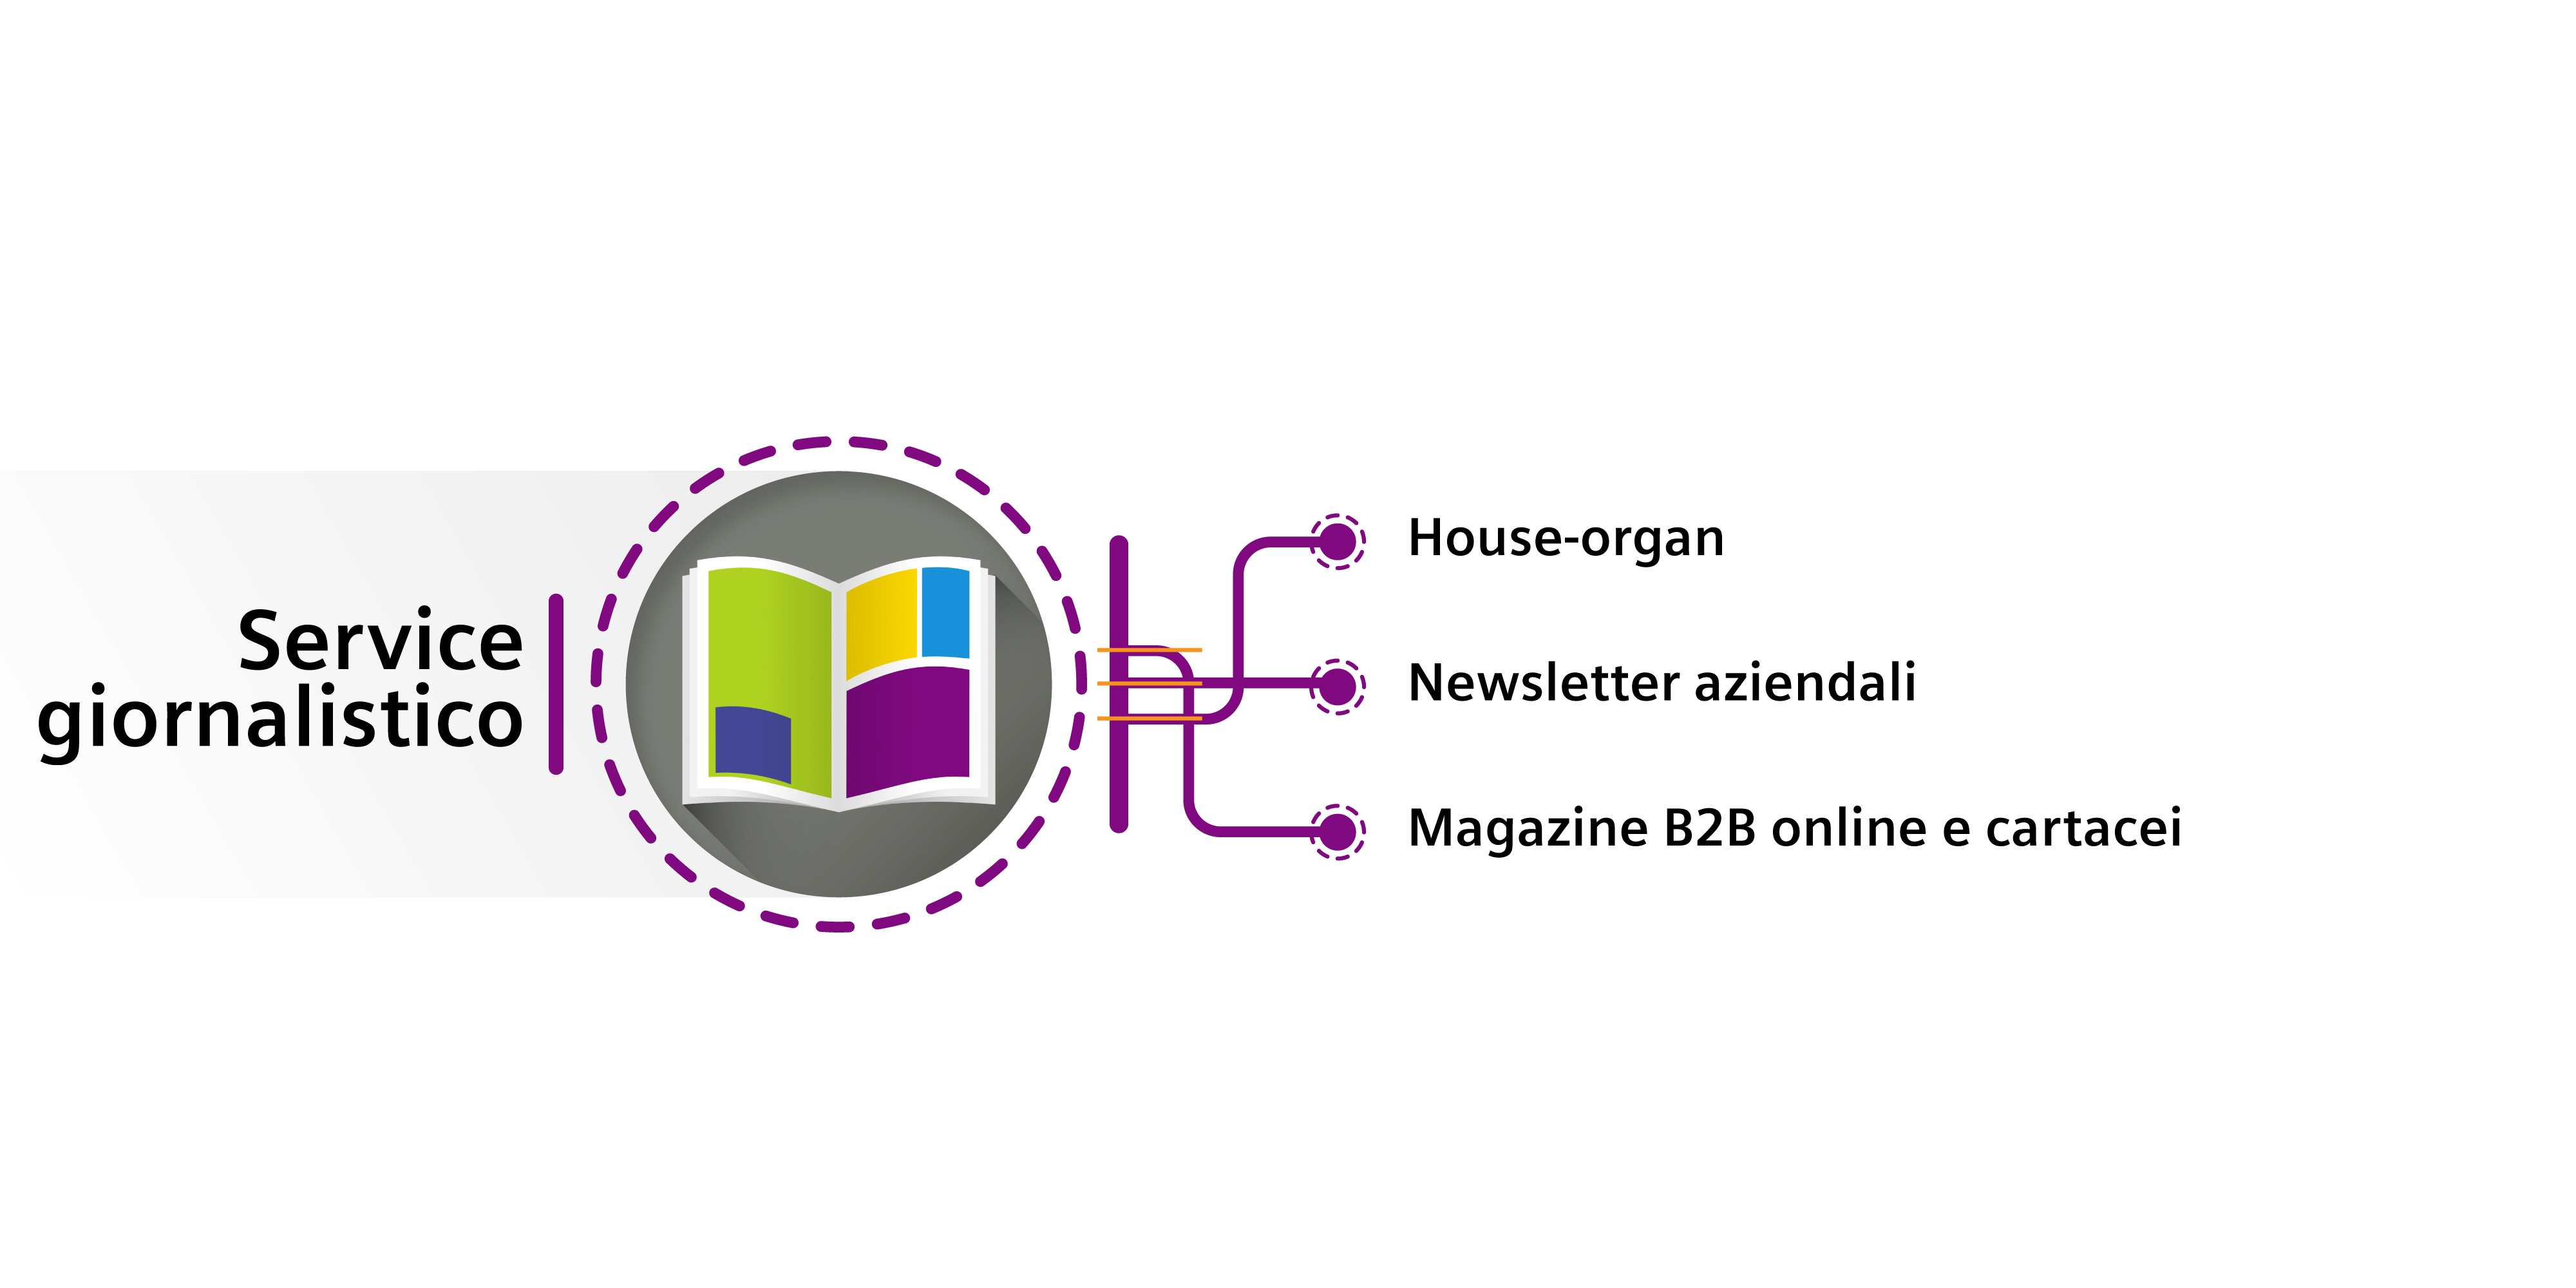 Service
giornalistico
House-organ
Newsletter aziendali
Magazine B2B online e cartacei